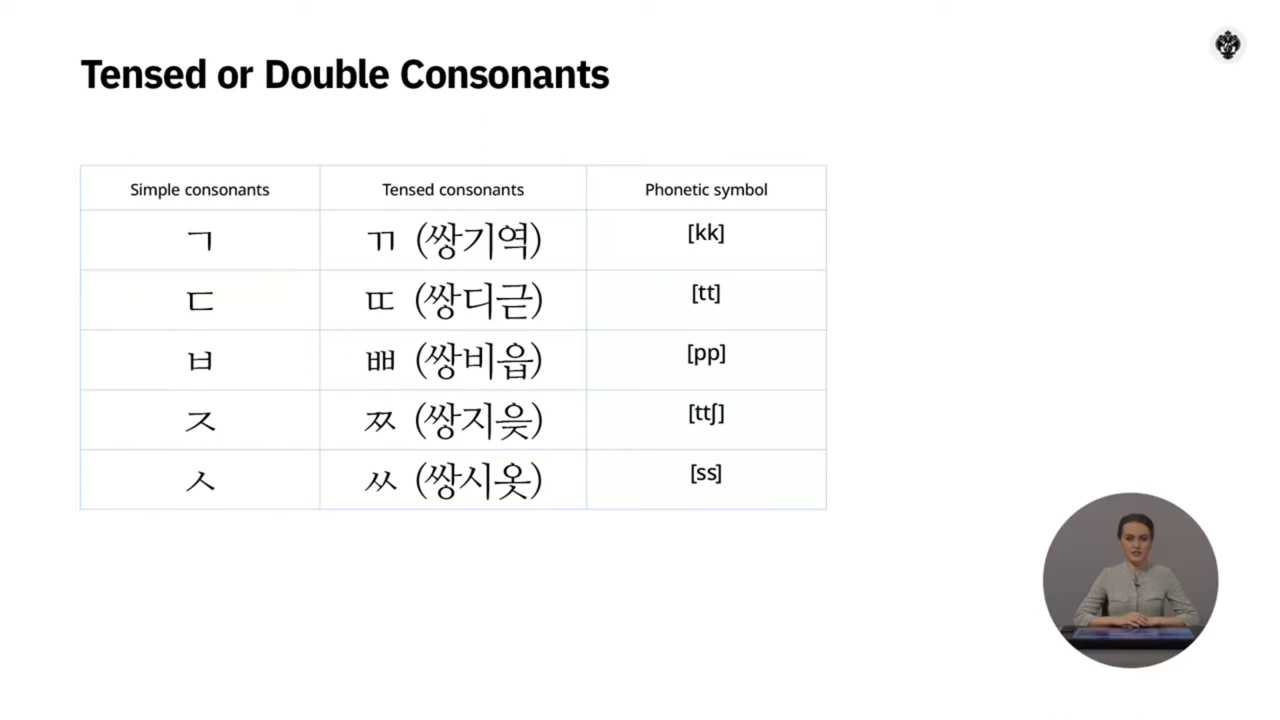 Tensed or Double Consonants
Simple consonants Tensed consonants Phonetic symbol
ㄱ ㄲ (쌍기역) [kk]
ㄷ ㄸ (쌍디귿) [tt]
ㅂ ㅃ (쌍비읍) [pp]
ㅈ ㅉ (쌍지읒) [ttʃ]
ㅅ ㅆ (쌍시옷) [ss]